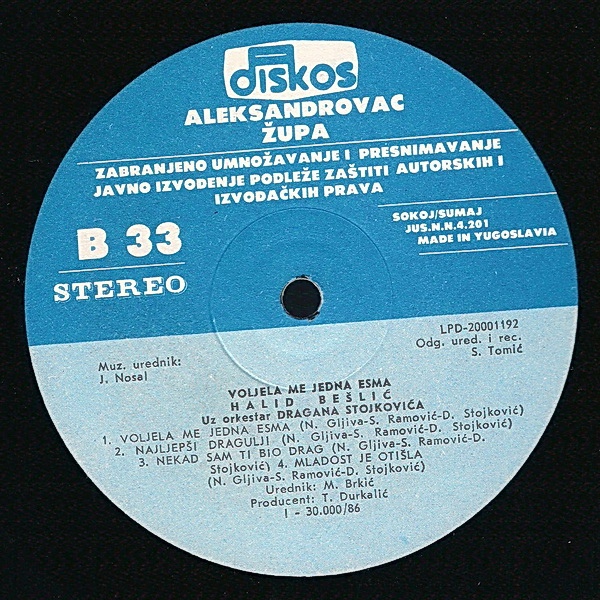 diskos
ALEKSANDROVAC
ŽUPA
ZABRANJENO UMNOŽAVANJE I PRESNIMAVANJE
JAVNO IZVOĐENJE PODLEŽE ZAŠTITI AUTORSKIH I
IZVOĐAČKIH PRAVA
B 33
STEREO
SOKOJ/SUMAJ
JUS.N.N.4.201
MADE IN YUGOSLAVIA
LPD-20001192
Odg. ured. i rec.
S. Tomić
Muz. urednik:
J. Nosal
VOLJELA ME JEDNA ESMA
HALID BEŠLIĆ
Uz orkestar DRAGANA STOJKOVIĆA
1. VOLJELA ME JEDNA ESMA (N. Gljiva-S. Ramović-D. Stojković)
2. NAJLJEPŠI DRAGULJI (N. Gljiva-S. Ramović-D. Stojković)
3. NEKAD SAM TI BIO DRAG (N. Gljiva-S. Ramović-D.
Stojković) 4. MLADOST JE OTIŠLA
(N. Gljiva-S. Ramović-D. Stojković)
Urednik: M. Brkić
Producent: T. Durkalić
I - 30.000/86